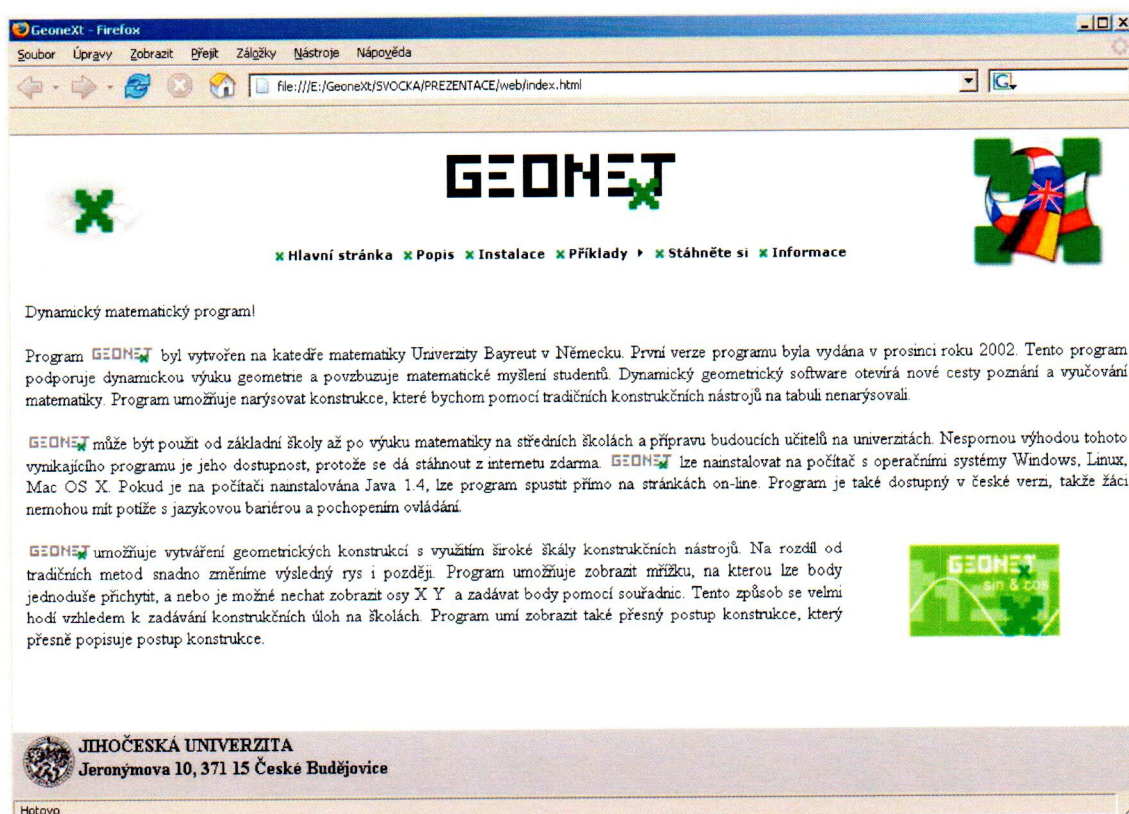 GeoneXt - Firefox
Soubor Úpravy Zobrazit Přejít Záložky Nástroje Nápověda
file:///E:/GeoneXt/SVOCKA/PREZENTACE/web/index.html
G
GEONExT
x Hlavní stránka x Popis x Instalace x Příklady x Stáhněte si x Informace
Dynamický matematický program!
Program GEONExT byl vytvořen na katedře matematiky Univerzity Bayreut v Německu. První verze programu byla vydána v prosinci roku 2002. Tento program
podporuje dynamickou výuku geometrie a povzbuzuje matematické myšlení studentů. Dynamický geometrický software otevírá nové cesty poznání a vyučování
matematiky. Program umožňuje narýsovat konstrukce, které bychom pomocí tradičních konstrukčních nástrojů na tabuli nenarýsovali.
GEONExT může být použit od základní školy až po výuku matematiky na středních školách a přípravu budoucích učitelů na univerzitách. Nespornou výhodou tohoto
vynikajícího programu je jeho dostupnost, protože se dá stáhnout z internetu zdarma. GEONExT lze nainstalovat na počítač s operačními systémy Windows, Linux,
Mac OS X. Pokud je na počítači nainstalována Java 1.4, lze program spustit přímo na stránkách on-line. Program je také dostupný v české verzi, takže žáci
nemohou mít potíže s jazykovou bariérou a pochopením ovládání.
GEONExT umožňuje vytváření geometrických konstrukcí s využitím široké škály konstrukčních nástrojů. Na rozdíl od
tradičních metod snadno změníme výsledný rys i později. Program umožňuje zobrazit mřížku, na kterou lze body
jednoduše přichytit, a nebo je možné nechat zobrazit osy X Y a zadávat body pomocí souřadnic. Tento způsob se velmi
hodí vzhledem k zadávání konstrukčních úloh na školách. Program umí zobrazit také přesný postup konstrukce, který
přesně popisuje postup konstrukce.
GEONExT
sin & cos
JIHOČESKÁ UNIVERZITA
Jeronýmova 10, 371 15 České Budějovice
Hotovo